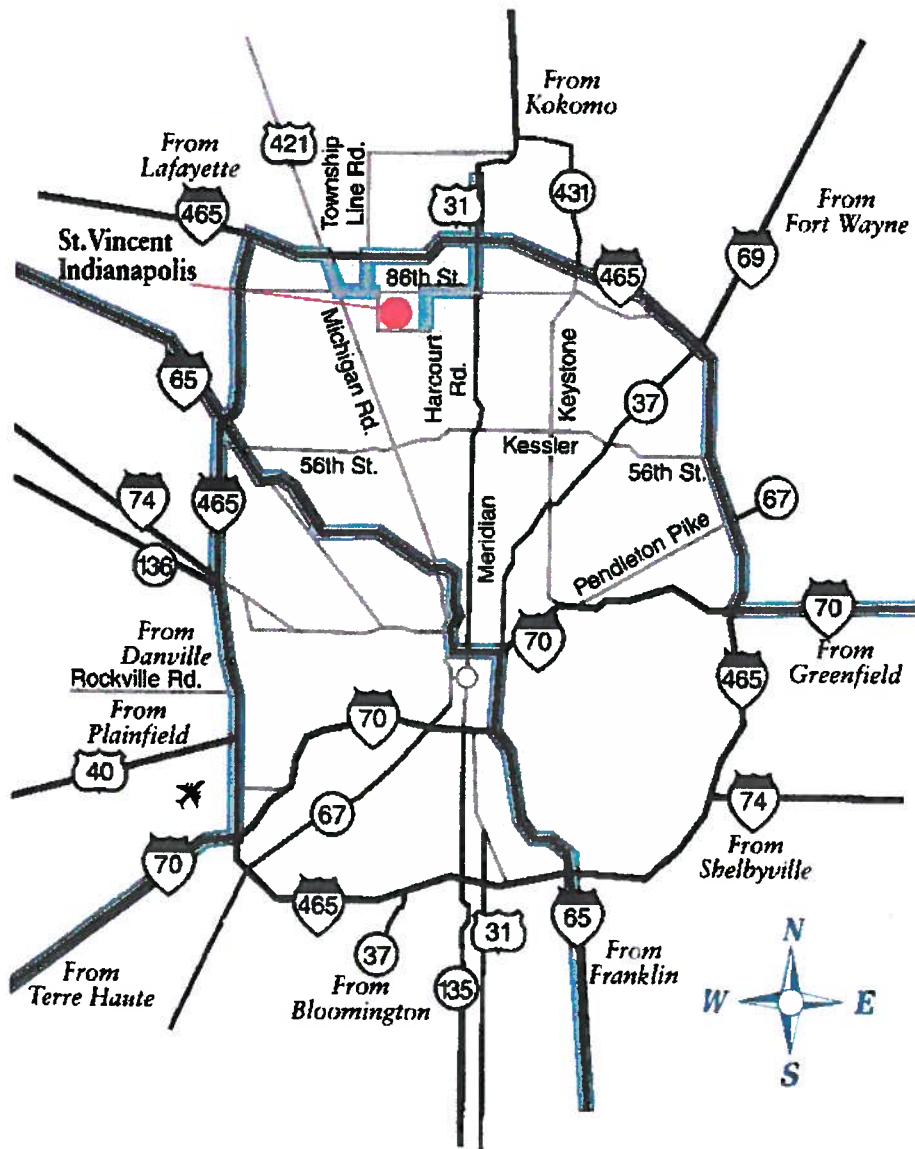 From
Kokomo
421
Township
Line Rd.
From
Lafayette
465
31
431
From
Fort Wayne
St. Vincent
Indianapolis
86th St.
465
69
65
Michigan Rd.
Harcourt
Rd.
Keystone
37
Kessler
56th St.
56th St.
74
465
67
136
Meridian
Pendleton Pike
70
70
From
Danville
Rockville Rd.
From
Greenfield
465
From
Plainfield
70
40
67
74
From
Shelbyville
70
465
65
31
37
From
Terre Haute
From
Bloomington
135
From
Franklin
N
W
E
S